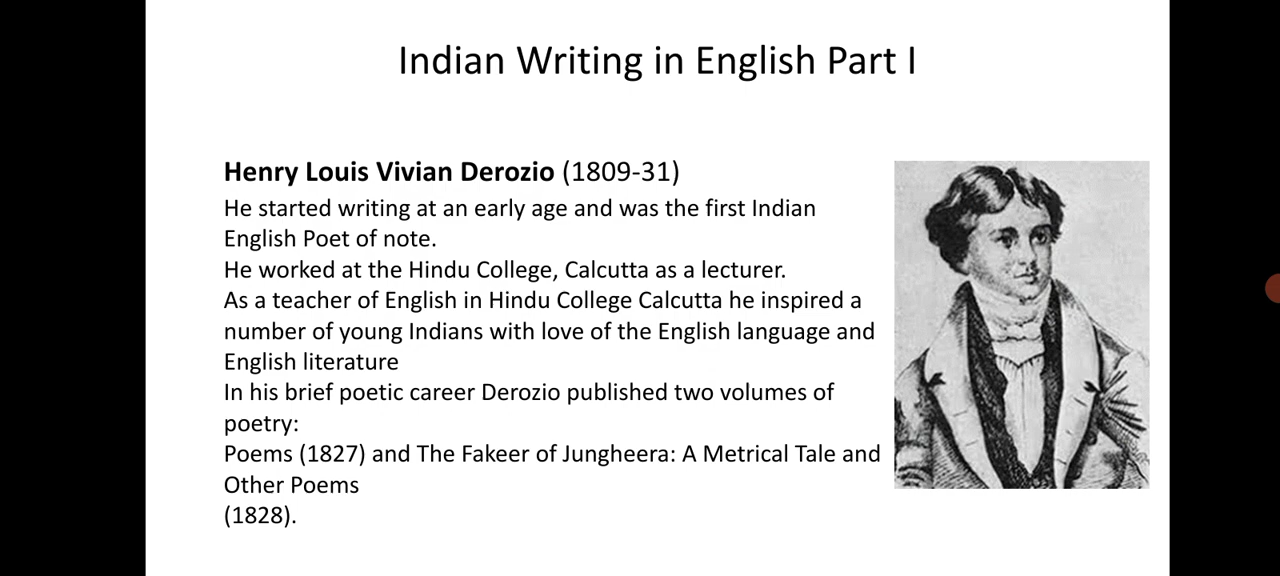 Indian Writing in English Part I
Henry Louis Vivian Derozio (1809-31)
He started writing at an early age and was the first Indian
English Poet of note.
He worked at the Hindu College, Calcutta as a lecturer.
As a teacher of English in Hindu College Calcutta he inspired a
number of young Indians with love of the English language and
English literature
In his brief poetic career Derozio published two volumes of
poetry:
Poems (1827) and The Fakeer of Jungheera: A Metrical Tale and
Other Poems
(1828).